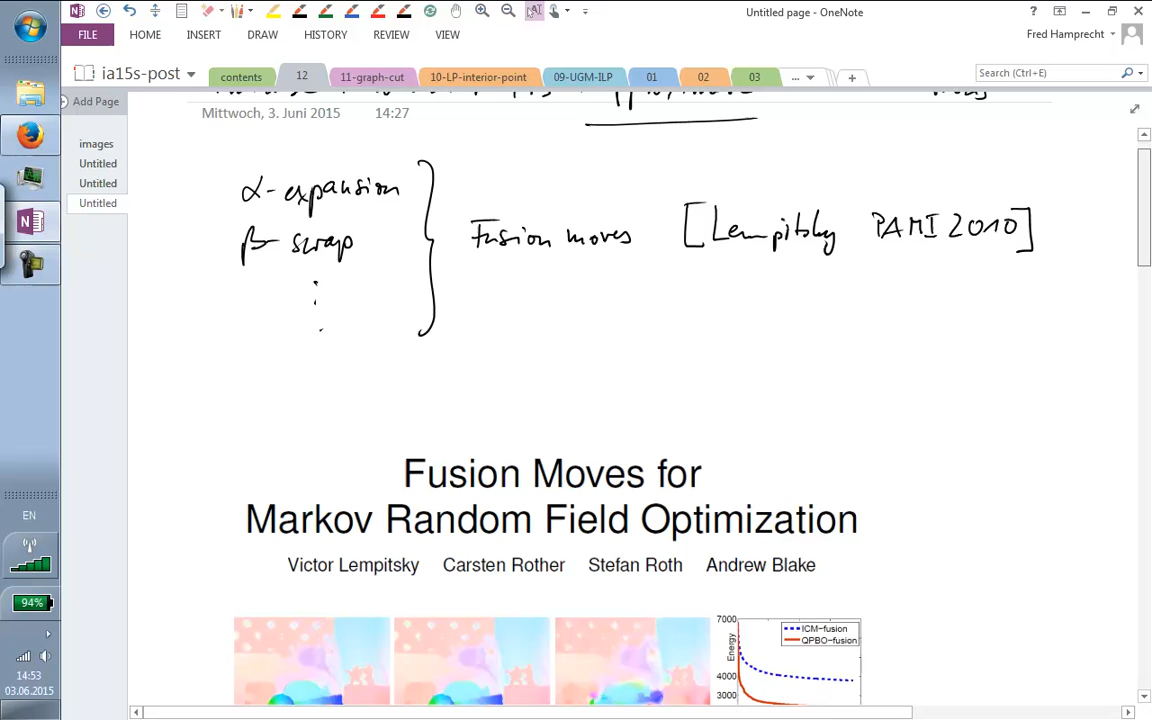 Untitled page - OneNote
FILE HOME INSERT DRAW HISTORY REVIEW VIEW
Fred Hamprecht
ia15s-post
contents 12 11-graph-cut 10-LP-interior-point 09-UGM-ILP 01 02 03 ...
Search (Ctrl+E)
Add Page
images
Untitled
Untitled
Untitled
Mittwoch, 3. Juni 2015 14:27
α-expansion
β-swap
Fusion moves [Lempitsky PAMI 2010]
Fusion Moves for
Markov Random Field Optimization
Victor Lempitsky Carsten Rother Stefan Roth Andrew Blake
7000
4000
3000
Energy
ICM-fusion
QPBO-fusion
EN
94%
14:53
03.06.2015